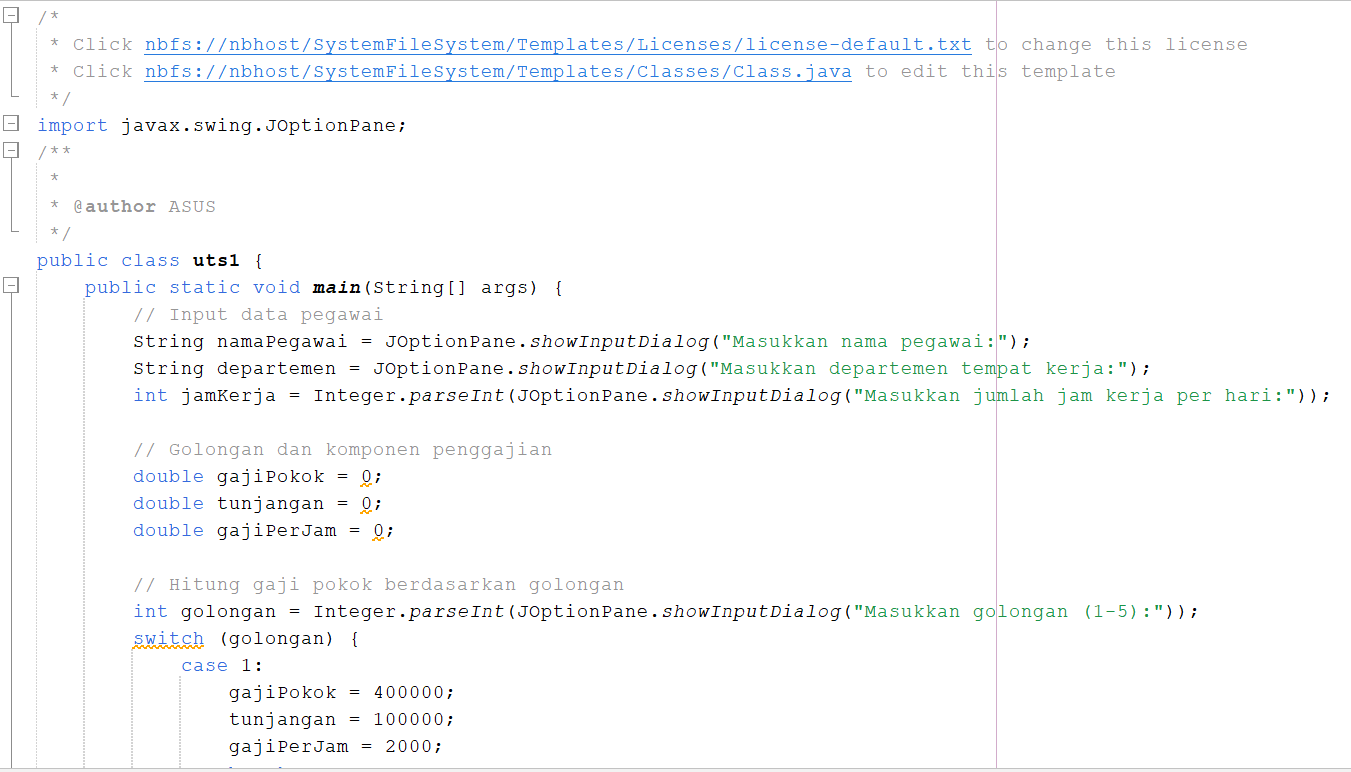 /*
 * Click nbfs://nbhost/SystemFileSystem/Templates/Licenses/license-default.txt to change this license
 * Click nbfs://nbhost/SystemFileSystem/Templates/Classes/Class.java to edit this template
 */
import javax.swing.JOptionPane;
/**
 *
 * @author ASUS
 */
public class uts1 {
    public static void main(String[] args) {
        // Input data pegawai
        String namaPegawai = JOptionPane.showInputDialog("Masukkan nama pegawai:");
        String departemen = JOptionPane.showInputDialog("Masukkan departemen tempat kerja:");
        int jamKerja = Integer.parseInt(JOptionPane.showInputDialog("Masukkan jumlah jam kerja per hari:"));

        // Golongan dan komponen penggajian
        double gajiPokok = 0;
        double tunjangan = 0;
        double gajiPerJam = 0;

        // Hitung gaji pokok berdasarkan golongan
        int golongan = Integer.parseInt(JOptionPane.showInputDialog("Masukkan golongan (1-5):"));
        switch (golongan) {
            case 1:
                gajiPokok = 400000;
                tunjangan = 100000;
                gajiPerJam = 2000;